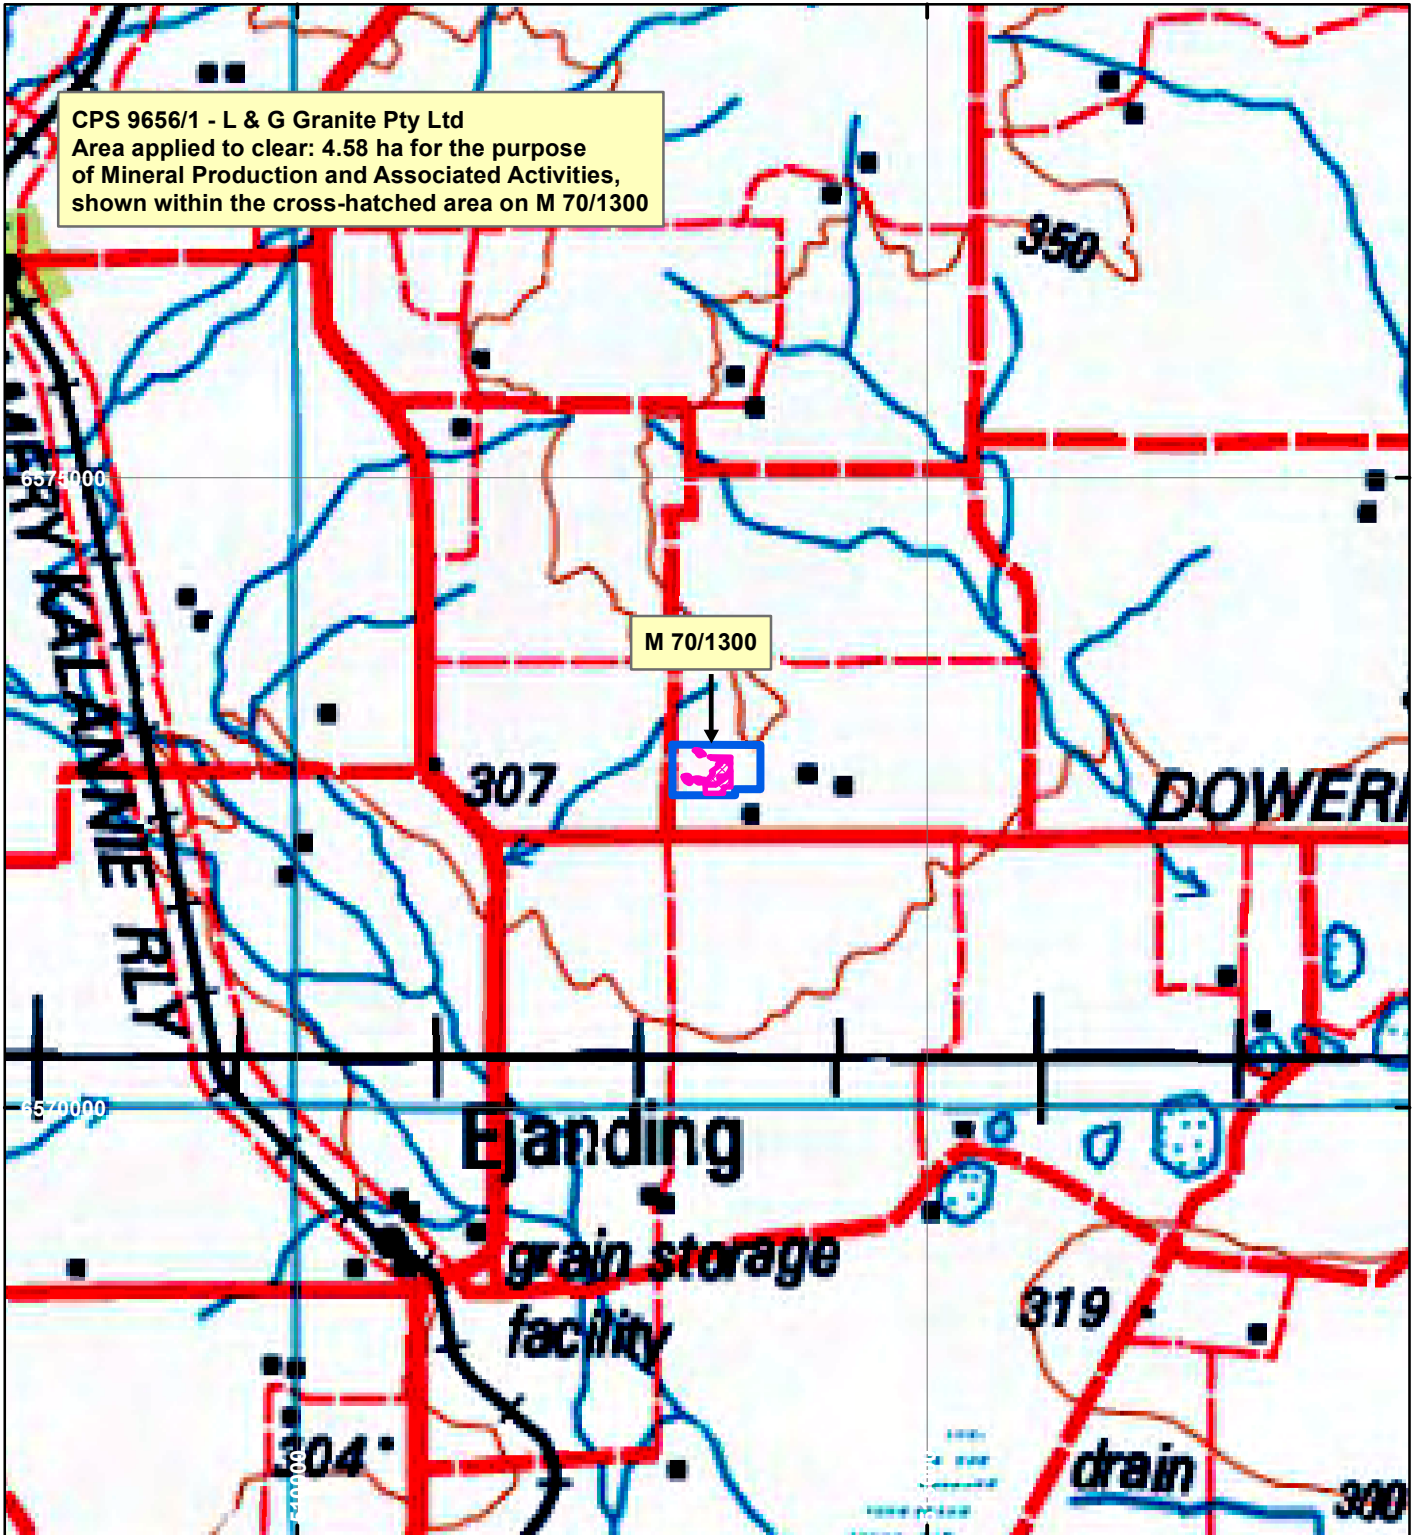 CPS 9656/1 - L & G Granite Pty Ltd
Area applied to clear: 4.58 ha for the purpose
of Mineral Production and Associated Activities,
shown within the cross-hatched area on M 70/1300
350
6575000
KALANNIE RLY
M 70/1300
307
6570000
Ejanding
grain storage
facility
319
304
drain
300